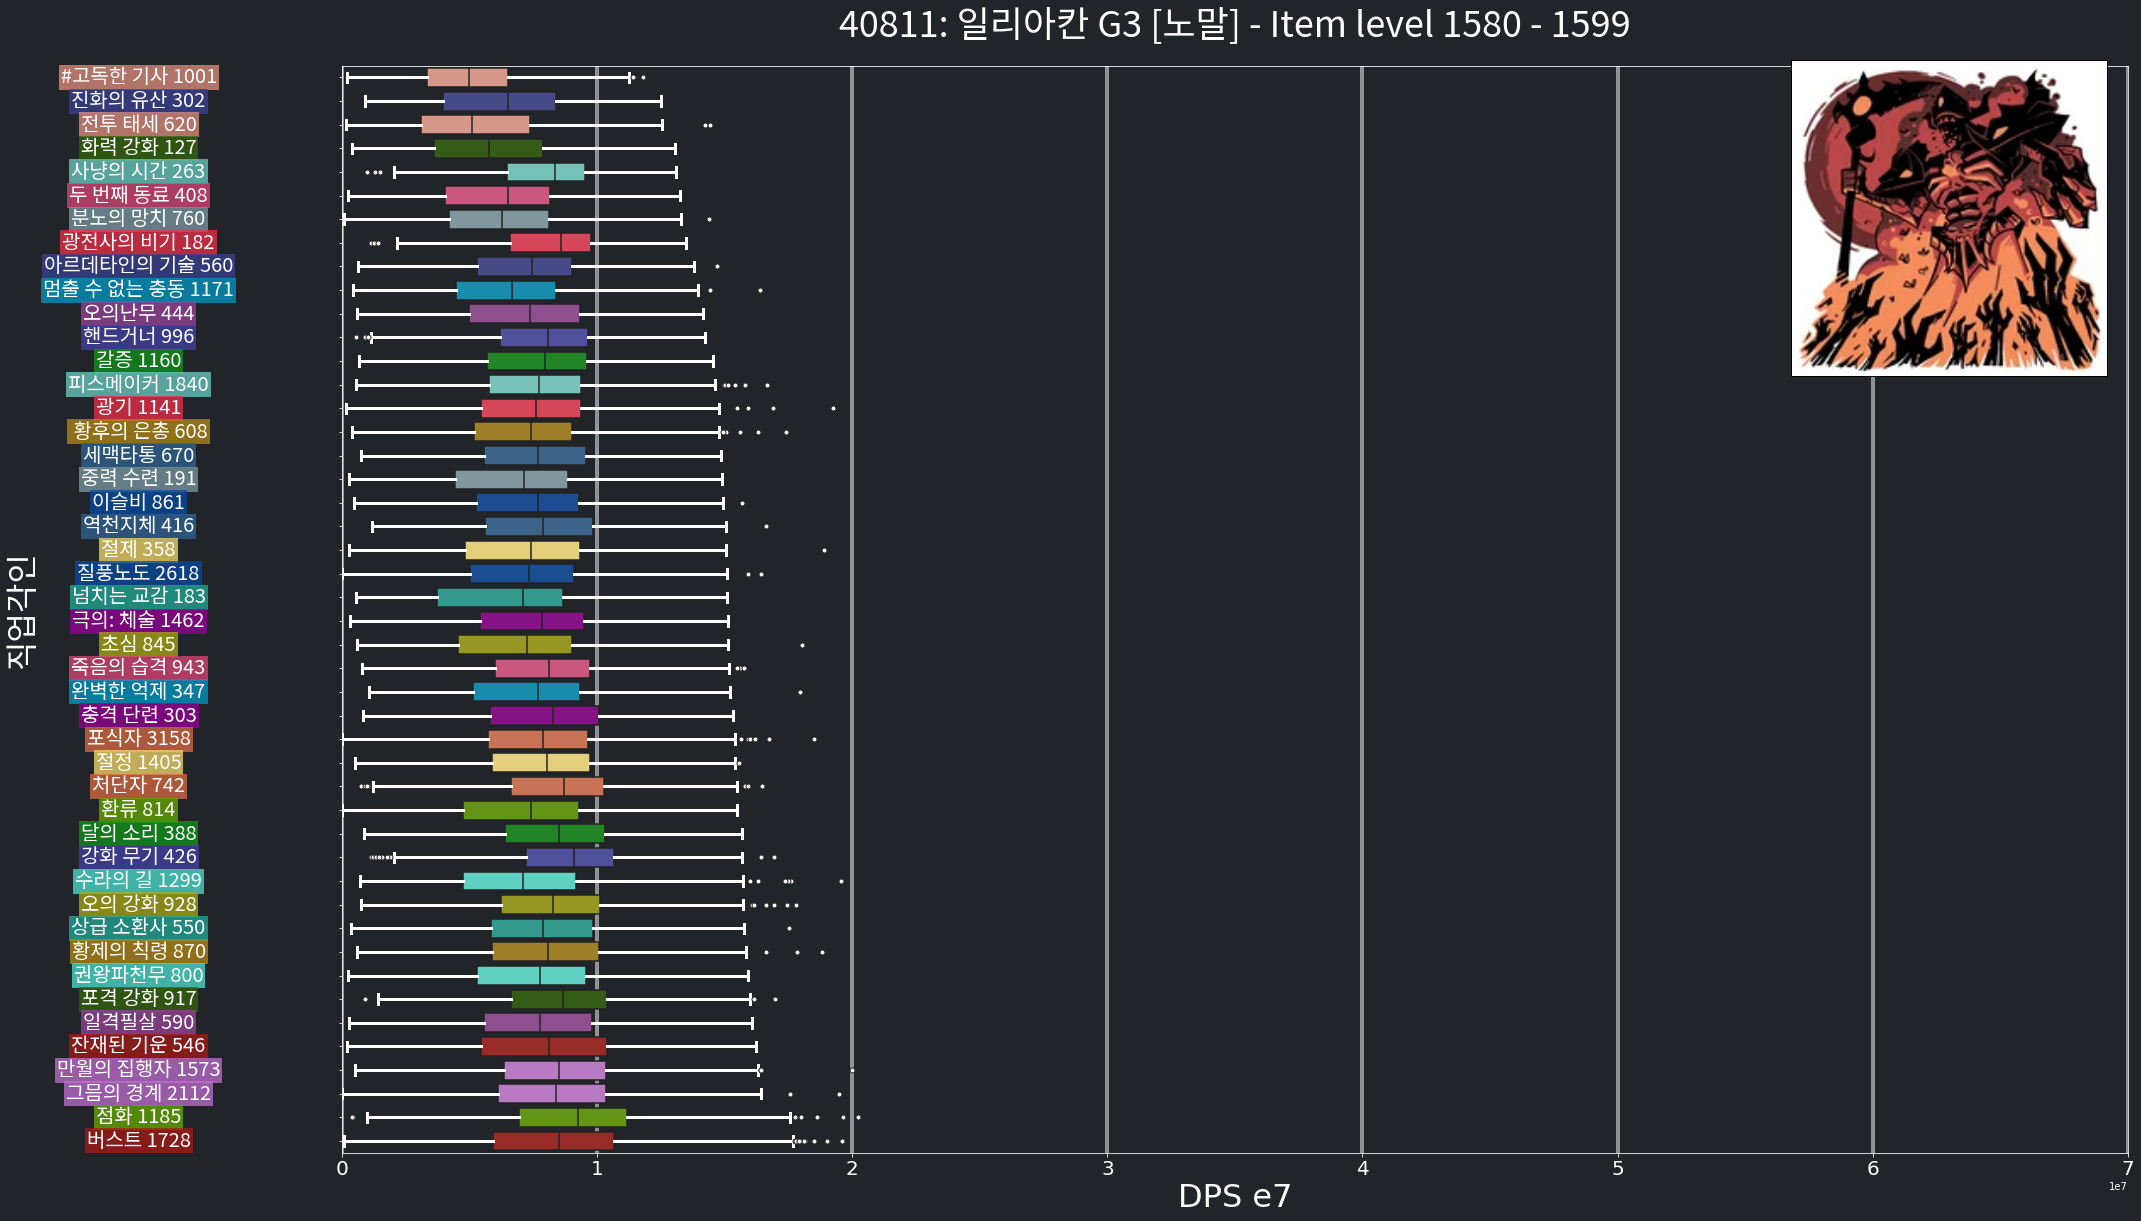 40811: 일리아칸 G3 [노말] - Item level 1580 - 1599
#고독한 기사 1001
진화의 유산 302
전투 태세 620
화력 강화 127
사냥의 시간 263
두 번째 동료 408
분노의 망치 760
광전사의 비기 182
아르데타인의 기술 560
멈출 수 없는 충동 1171
오의난무 444
핸드거너 996
갈증 1160
피스메이커 1840
광기 1141
황후의 은총 608
세맥타통 670
중력 수련 191
이슬비 861
역천지체 416
절제 358
질풍노도 2618
넘치는 교감 183
극의: 체술 1462
초심 845
죽음의 습격 943
완벽한 억제 347
충격 단련 303
포식자 3158
절정 1405
처단자 742
환류 814
달의 소리 388
강화 무기 426
수라의 길 1299
오의 강화 928
상급 소환사 550
황제의 칙령 870
권왕파천무 800
포격 강화 917
일격필살 590
잔재된 기운 546
만월의 집행자 1573
그믐의 경계 2112
점화 1185
버스트 1728
직업각인
0 1 2 3 4 5 6 7
1e7
DPS e7